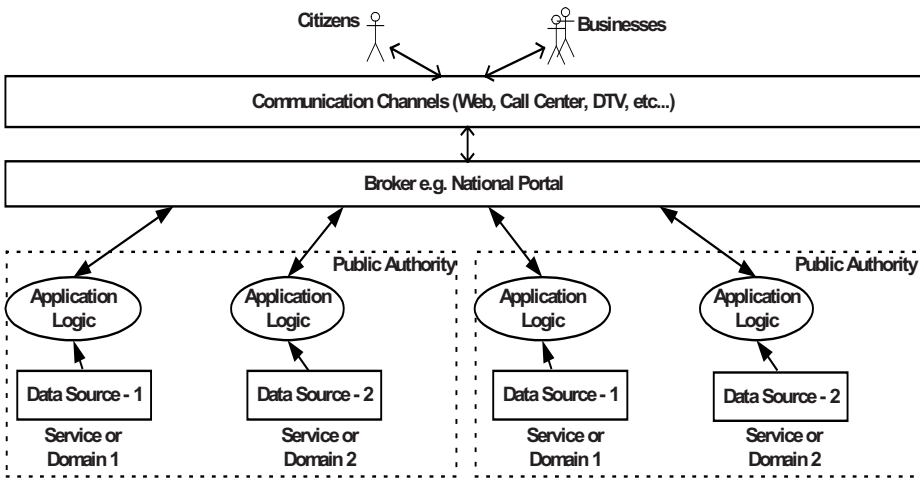 Citizens
Businesses
Communication Channels (Web, Call Center, DTV, etc...)
Broker e.g. National Portal
Public Authority
Public Authority
Application
Logic
Application
Logic
Application
Logic
Application
Logic
Data Source - 1
Data Source - 2
Data Source - 1
Data Source - 2
Service or
Domain 1
Service or
Domain 2
Service or
Domain 1
Service or
Domain 2